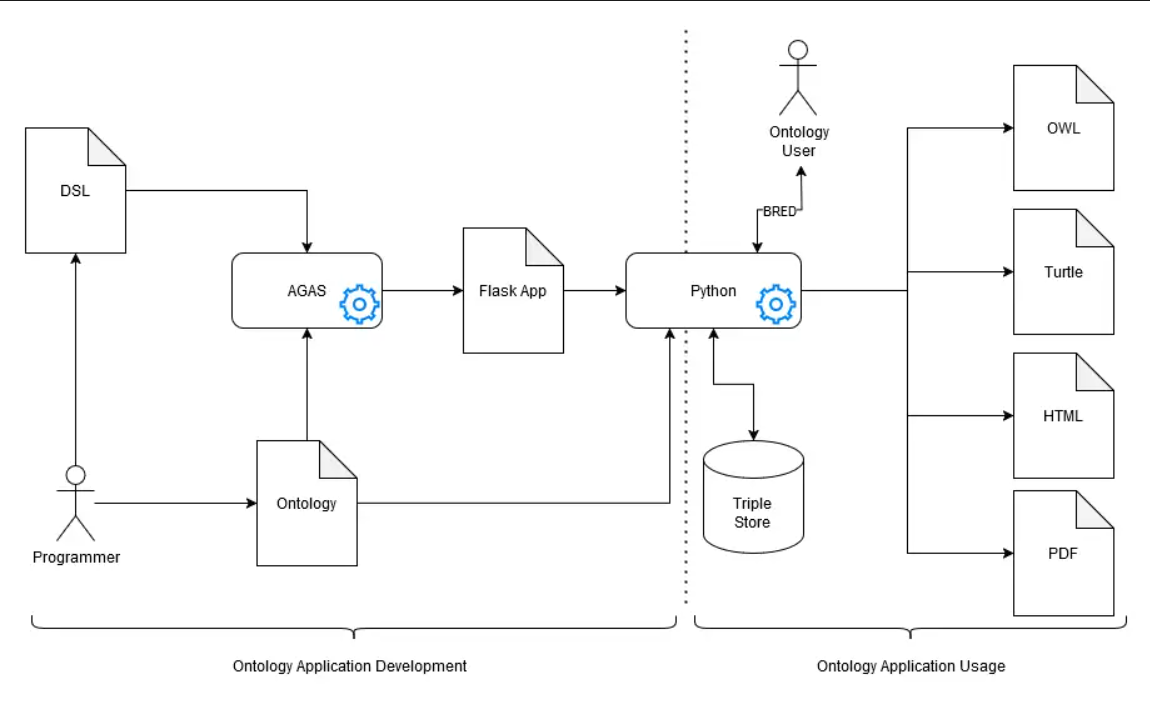 Ontology
User
OWL
DSL
BRED
Turtle
AGAS
Flask App
Python
HTML
Ontology
Triple
Store
Programmer
PDF
Ontology Application Development
Ontology Application Usage